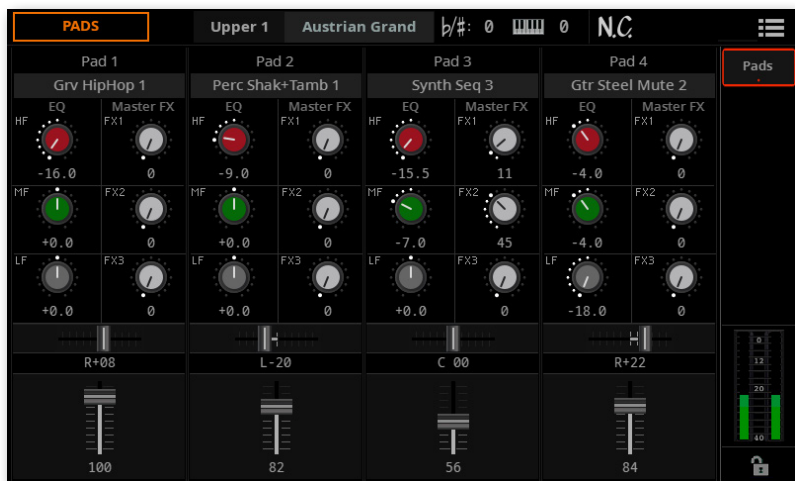 PADS Upper 1 Austrian Grand ♭/#: 0 0 N.C.
Pad 1 Pad 2 Pad 3 Pad 4 Pads
Grv HipHop 1 Perc Shak+Tamb 1 Synth Seq 3 Gtr Steel Mute 2
EQ Master FX EQ Master FX EQ Master FX EQ Master FX
HF FX1 HF FX1 HF FX1 HF FX1
-16.0 0 -9.0 0 -15.5 11 -4.0 0
MF FX2 MF FX2 MF FX2 MF FX2
+0.0 0 +0.0 0 -7.0 45 -4.0 0
LF FX3 LF FX3 LF FX3 LF FX3
+0.0 0 +0.0 0 +0.0 0 -18.0 0
R+08 L-20 C 00 R+22
0
12
20
40
100 82 56 84